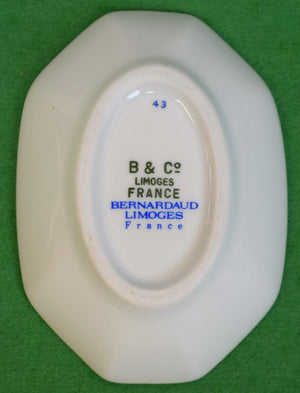 43
B & Cº
LIMOGES
FRANCE
BERNARDAUD
LIMOGES
France